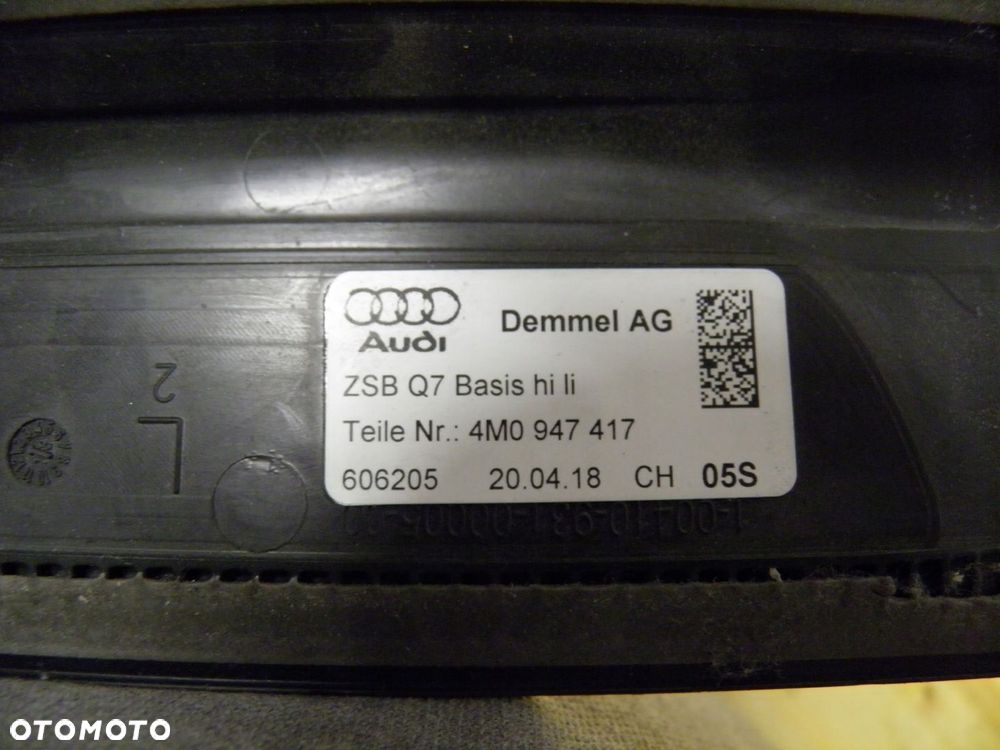 Audi
Demmel AG
ZSB Q7 Basis hi li
Teile Nr.: 4M0 947 417
606205 20.04.18 CH 05S
2
L
OTOMOTO